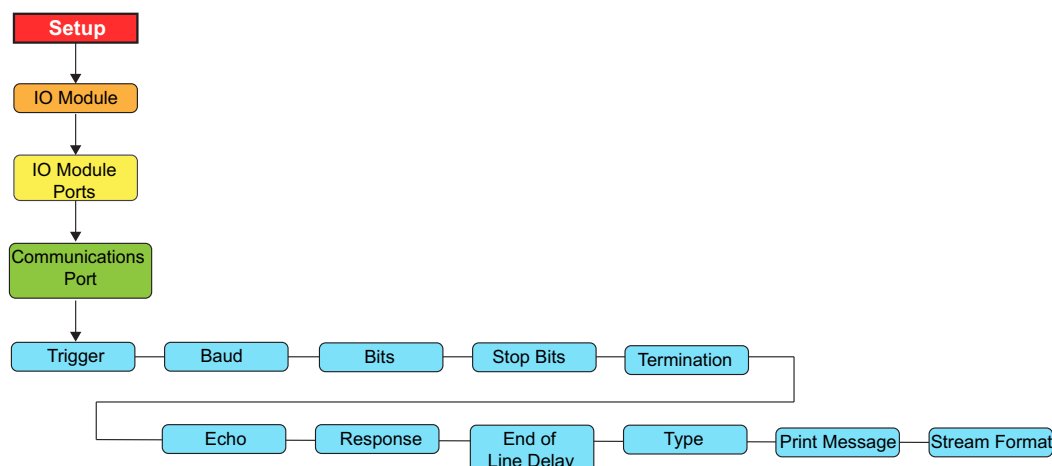 Setup
IO Module
IO Module
Ports
Communications
Port
Trigger
Baud
Bits
Stop Bits
Termination
Echo
Response
End of
Line Delay
Type
Print Message
Stream Format